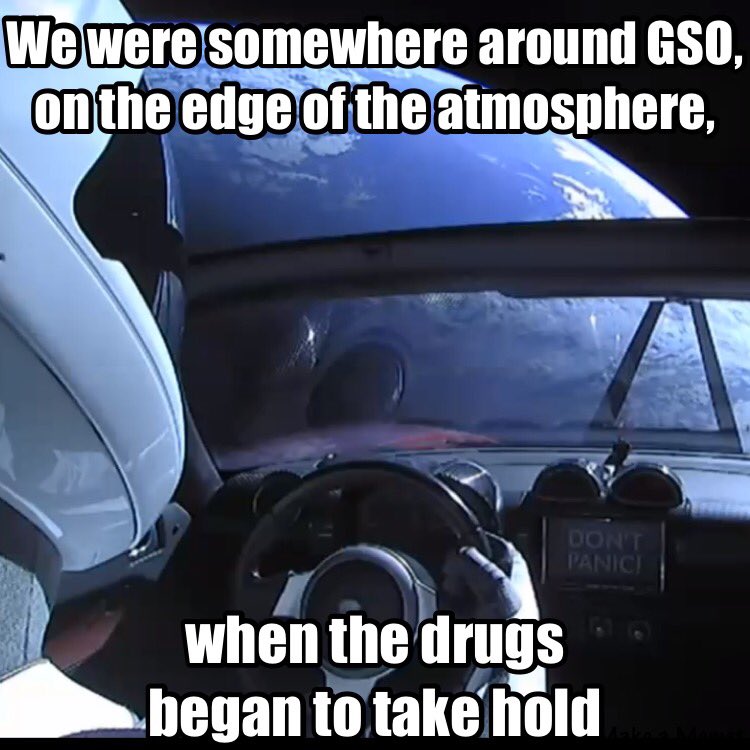 We were somewhere around GSO,
on the edge of the atmosphere,
DON'T
PANIC!
when the drugs
began to take hold